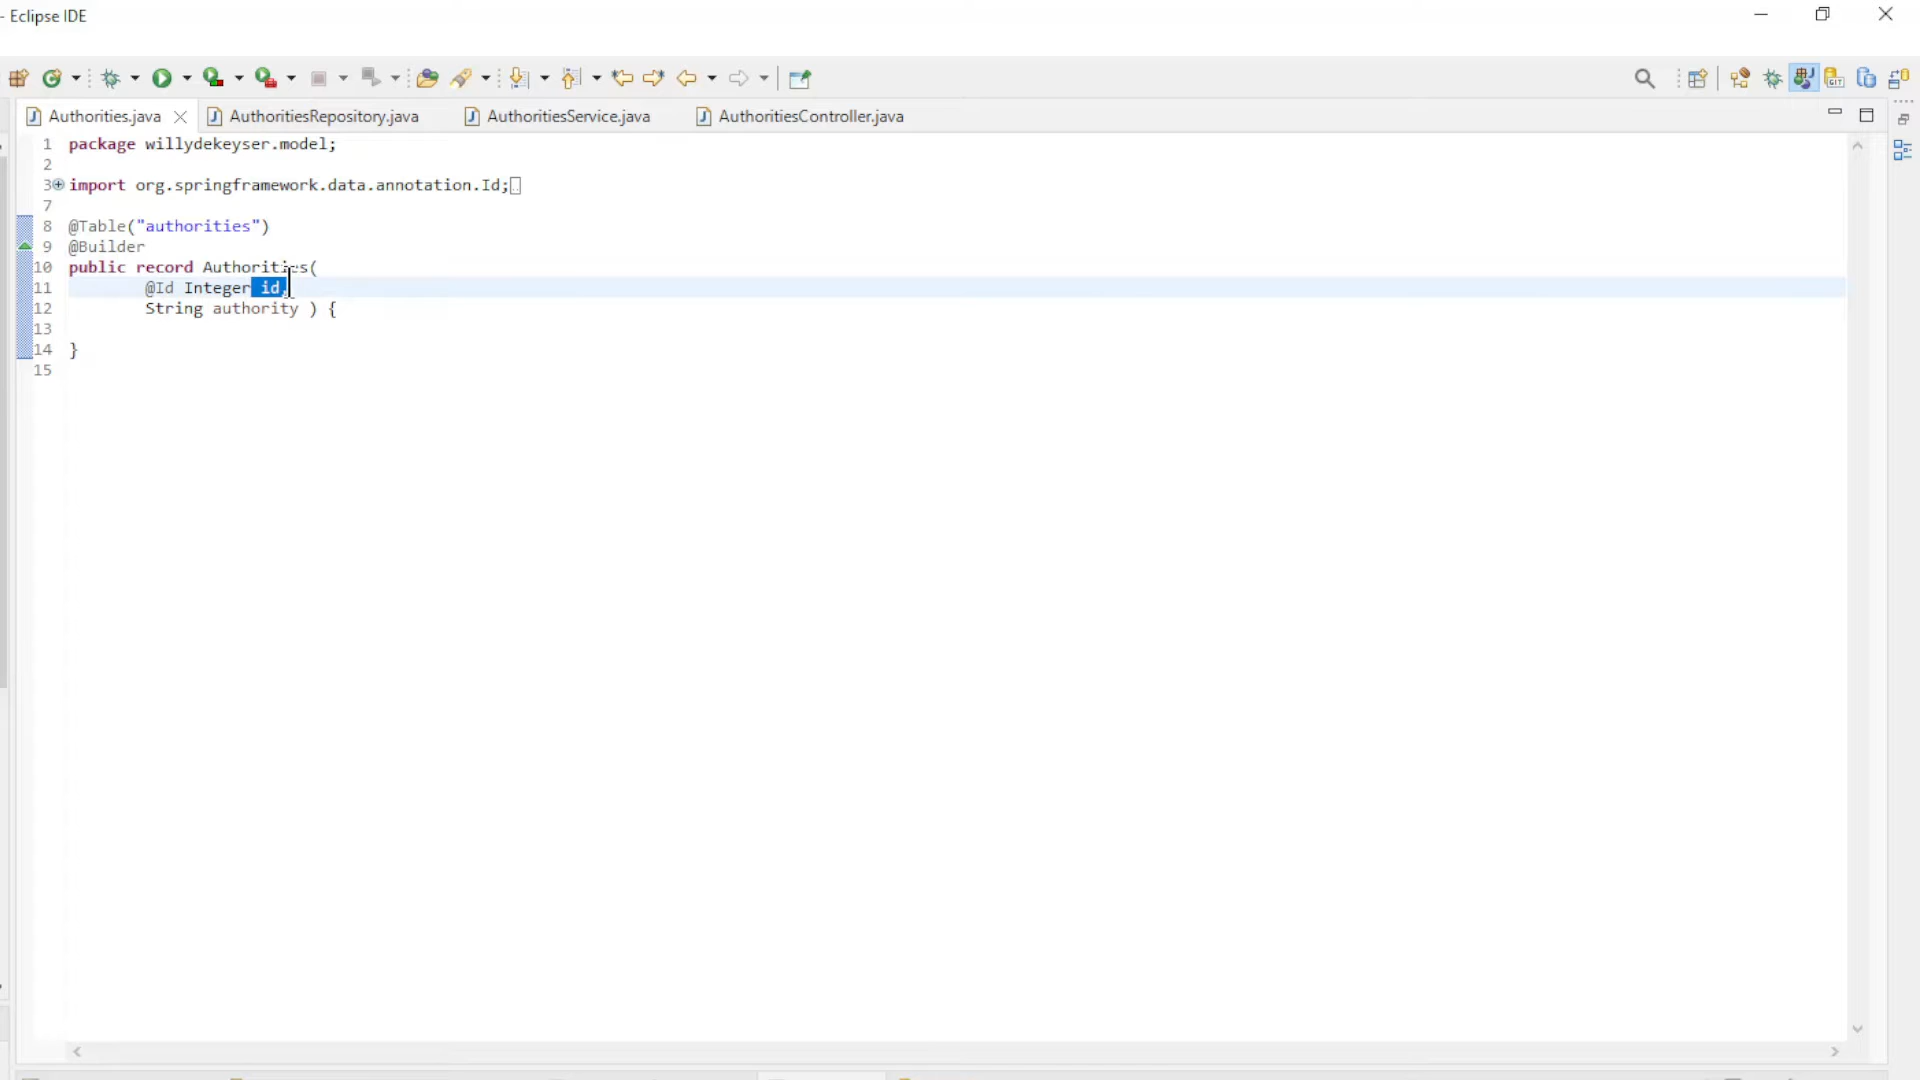 - Eclipse IDE
Authorities.java
AuthoritiesRepository.java
AuthoritiesService.java
AuthoritiesController.java
1 package willydekeyser.model;
2
3 import org.springframework.data.annotation.Id;
7
8 @Table("authorities")
9 @Builder
10 public record Authorities(
11 @Id Integer id,
12 String authority ) {
13
14 }
15